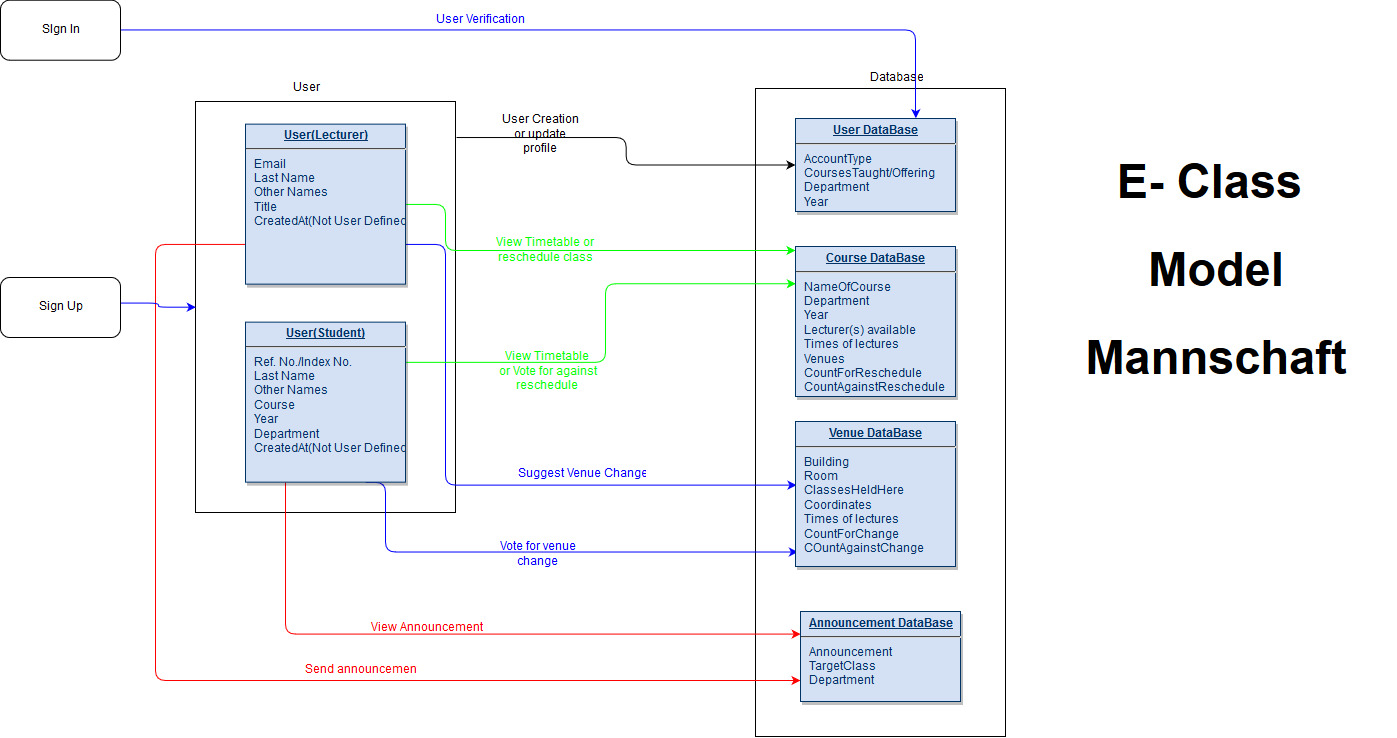 SIgn In
User Verification
User
Database
User Creation
or update
profile
User(Lecturer)
Email
Last Name
Other Names
Title
CreatedAt(Not User Defined
User DataBase
AccountType
CoursesTaught/Offering
Department
Year
E- Class
Model
Mannschaft
View Timetable or
reschedule class
Course DataBase
NameOfCourse
Department
Year
Lecturer(s) available
Times of lectures
Venues
CountForReschedule
CountAgainstReschedule
Sign Up
User(Student)
Ref. No./Index No.
Last Name
Other Names
Course
Year
Department
CreatedAt(Not User Defined
View Timetable
or Vote for against
reschedule
Suggest Venue Change
Venue DataBase
Building
Room
ClassesHeldHere
Coordinates
Times of lectures
CountForChange
COuntAgainstChange
Vote for venue
change
View Announcement
Send announcemen
Announcement DataBase
Announcement
TargetClass
Department